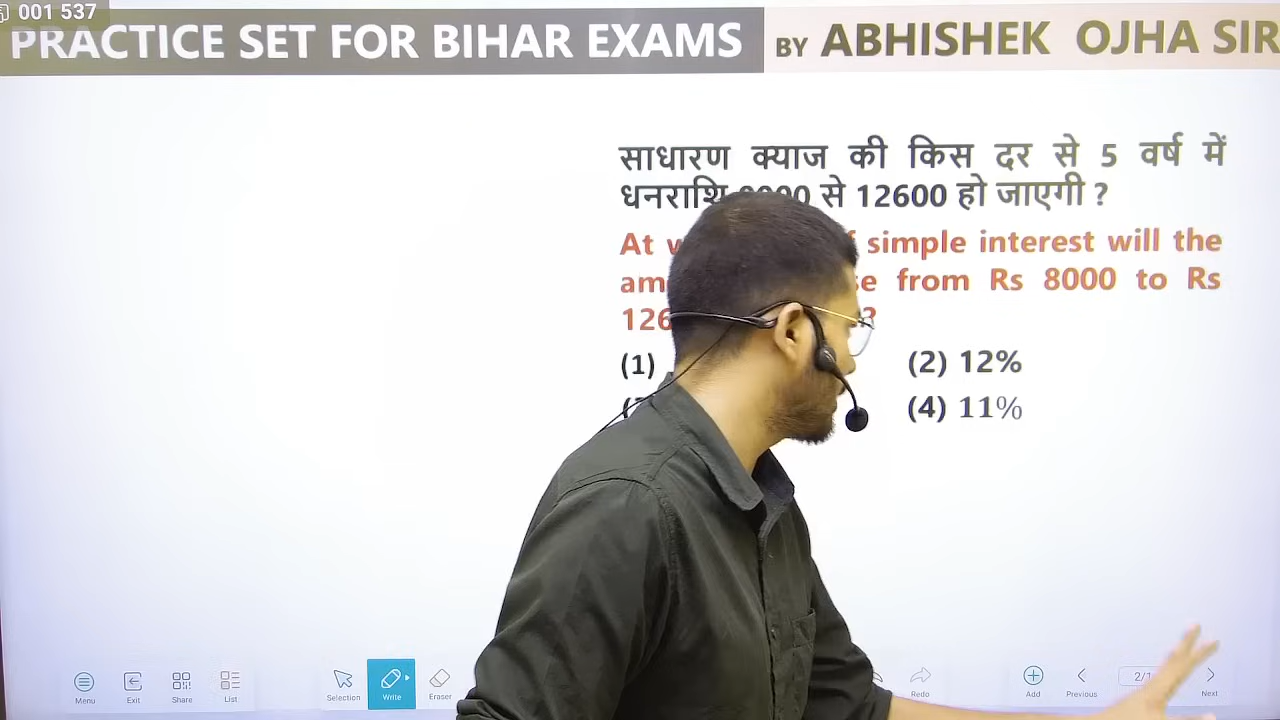 001 537
PRACTICE SET FOR BIHAR EXAMS BY ABHISHEK OJHA SIR
साधारण क्याज की किस दर से 5 वर्ष में
धनराशि से 12600 हो जाएगी ?
At simple interest will the
from Rs 8000 to Rs
?
(1) (2) 12%
(4) 11%
Menu Exit Share List Selection Write Eraser Redo Add Previous Next